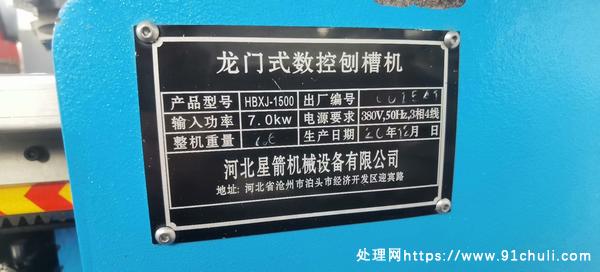 龙门式数控刨槽机
产品型号 HBXJ-1500 出厂编号
输入功率 7.0kw 电源要求 380V,50Hz,3相4线
整机重量 生产日期 20 年12月 日
河北星箭机械设备有限公司
地址: 河北省沧州市泊头市经济开发区迎宾路
处理网https://www.91chuli.com/